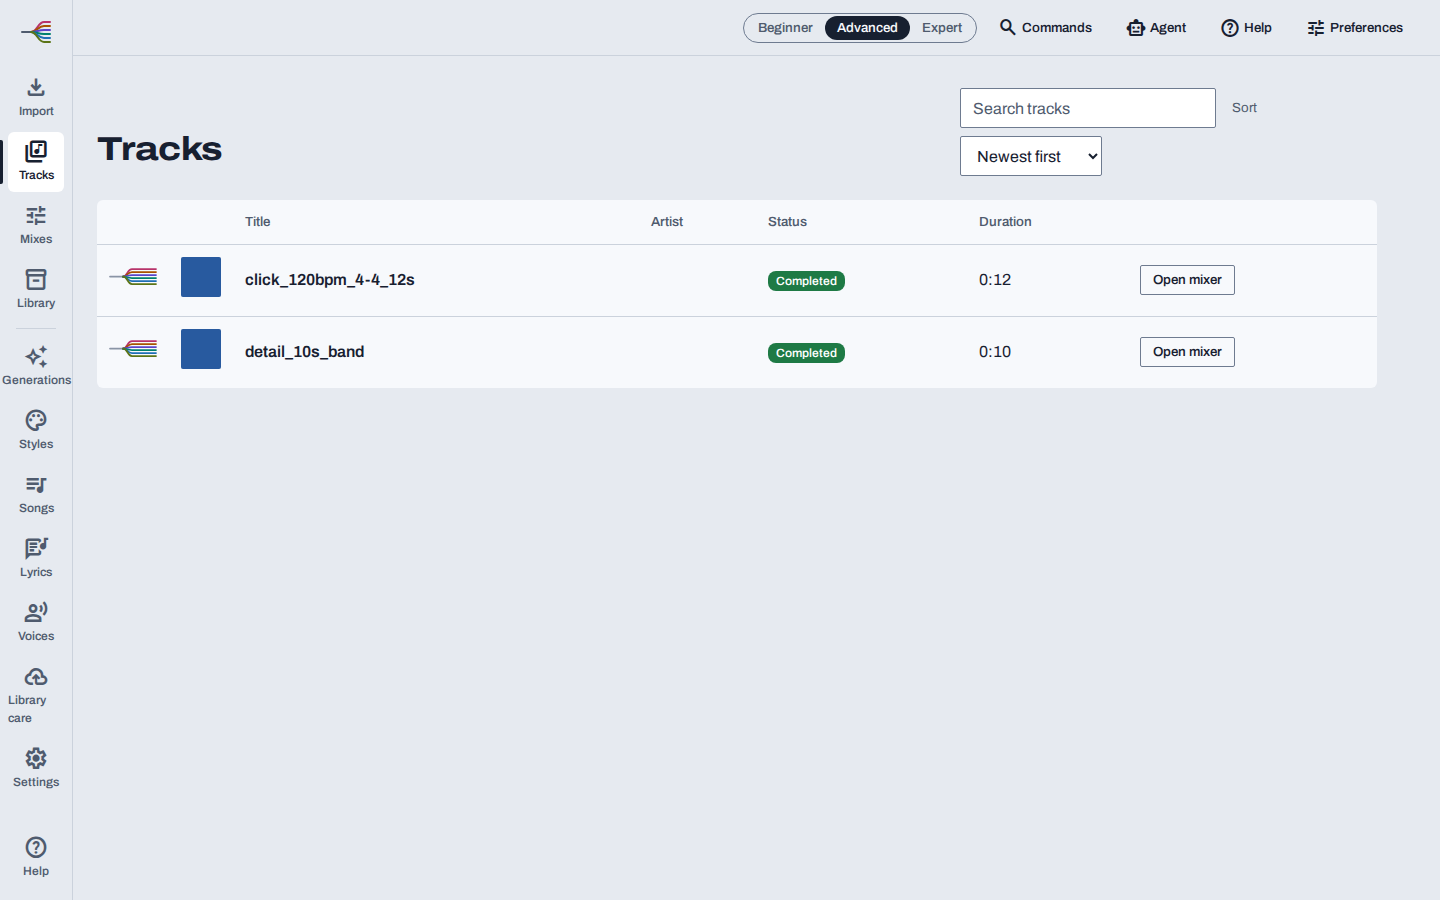 Beginner Advanced Expert Commands Agent Help Preferences
Import
Tracks
Mixes
Library
Generations
Styles
Songs
Lyrics
Voices
Library
care
Settings
Help
Tracks
Search tracks
Sort
Newest first
Title Artist Status Duration
click_120bpm_4-4_12s Completed 0:12 Open mixer
detail_10s_band Completed 0:10 Open mixer